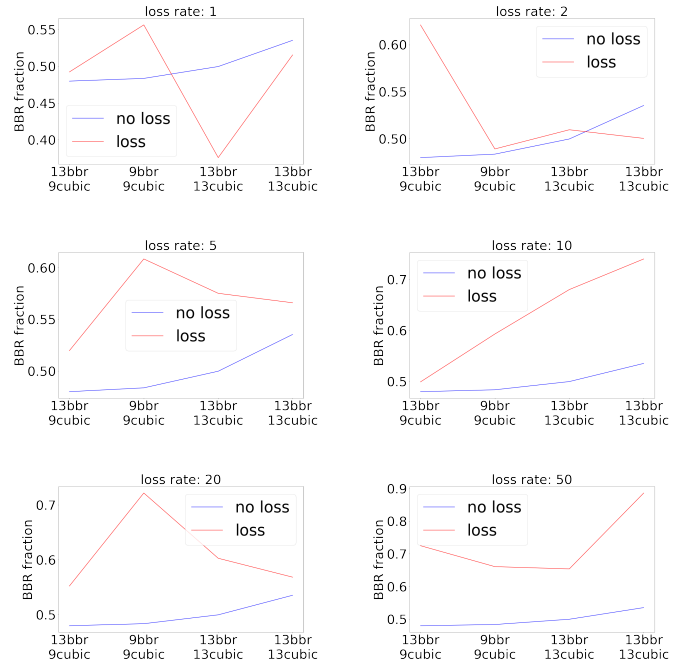 loss rate: 1
BBR fraction
0.55
0.50
0.45
0.40
no loss
loss
13bbr 9bbr 13bbr 13bbr
9cubic 9cubic 13cubic 13cubic
loss rate: 2
BBR fraction
0.60
0.50
no loss
loss
13bbr 9bbr 13bbr 13bbr
9cubic 9cubic 13cubic 13cubic
loss rate: 5
BBR fraction
0.60
0.55
0.50
no loss
loss
13bbr 9bbr 13bbr 13bbr
9cubic 9cubic 13cubic 13cubic
loss rate: 10
BBR fraction
0.7
0.6
0.5
no loss
loss
13bbr 9bbr 13bbr 13bbr
9cubic 9cubic 13cubic 13cubic
loss rate: 20
BBR fraction
0.7
0.6
0.5
no loss
loss
13bbr 9bbr 13bbr 13bbr
9cubic 9cubic 13cubic 13cubic
loss rate: 50
BBR fraction
0.9
0.8
0.7
0.6
0.5
no loss
loss
13bbr 9bbr 13bbr 13bbr
9cubic 9cubic 13cubic 13cubic